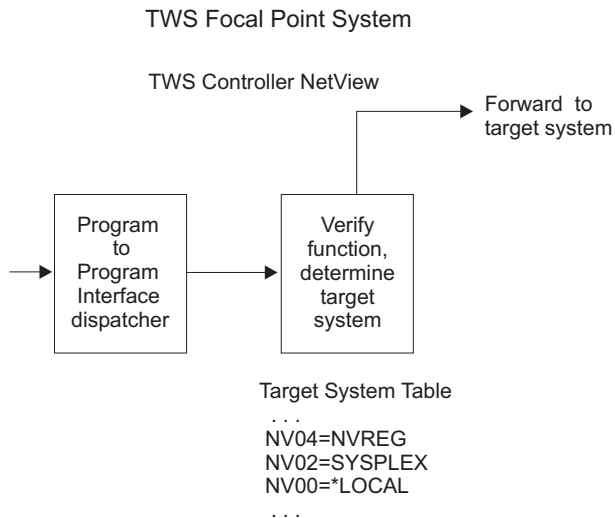 TWS Focal Point System
TWS Controller NetView
Forward to
target system
Program
to
Program
Interface
dispatcher
Verify
function,
determine
target
system
Target System Table
. . .
NV04=NVREG
NV02=SYSPLEX
NV00=*LOCAL
. . .